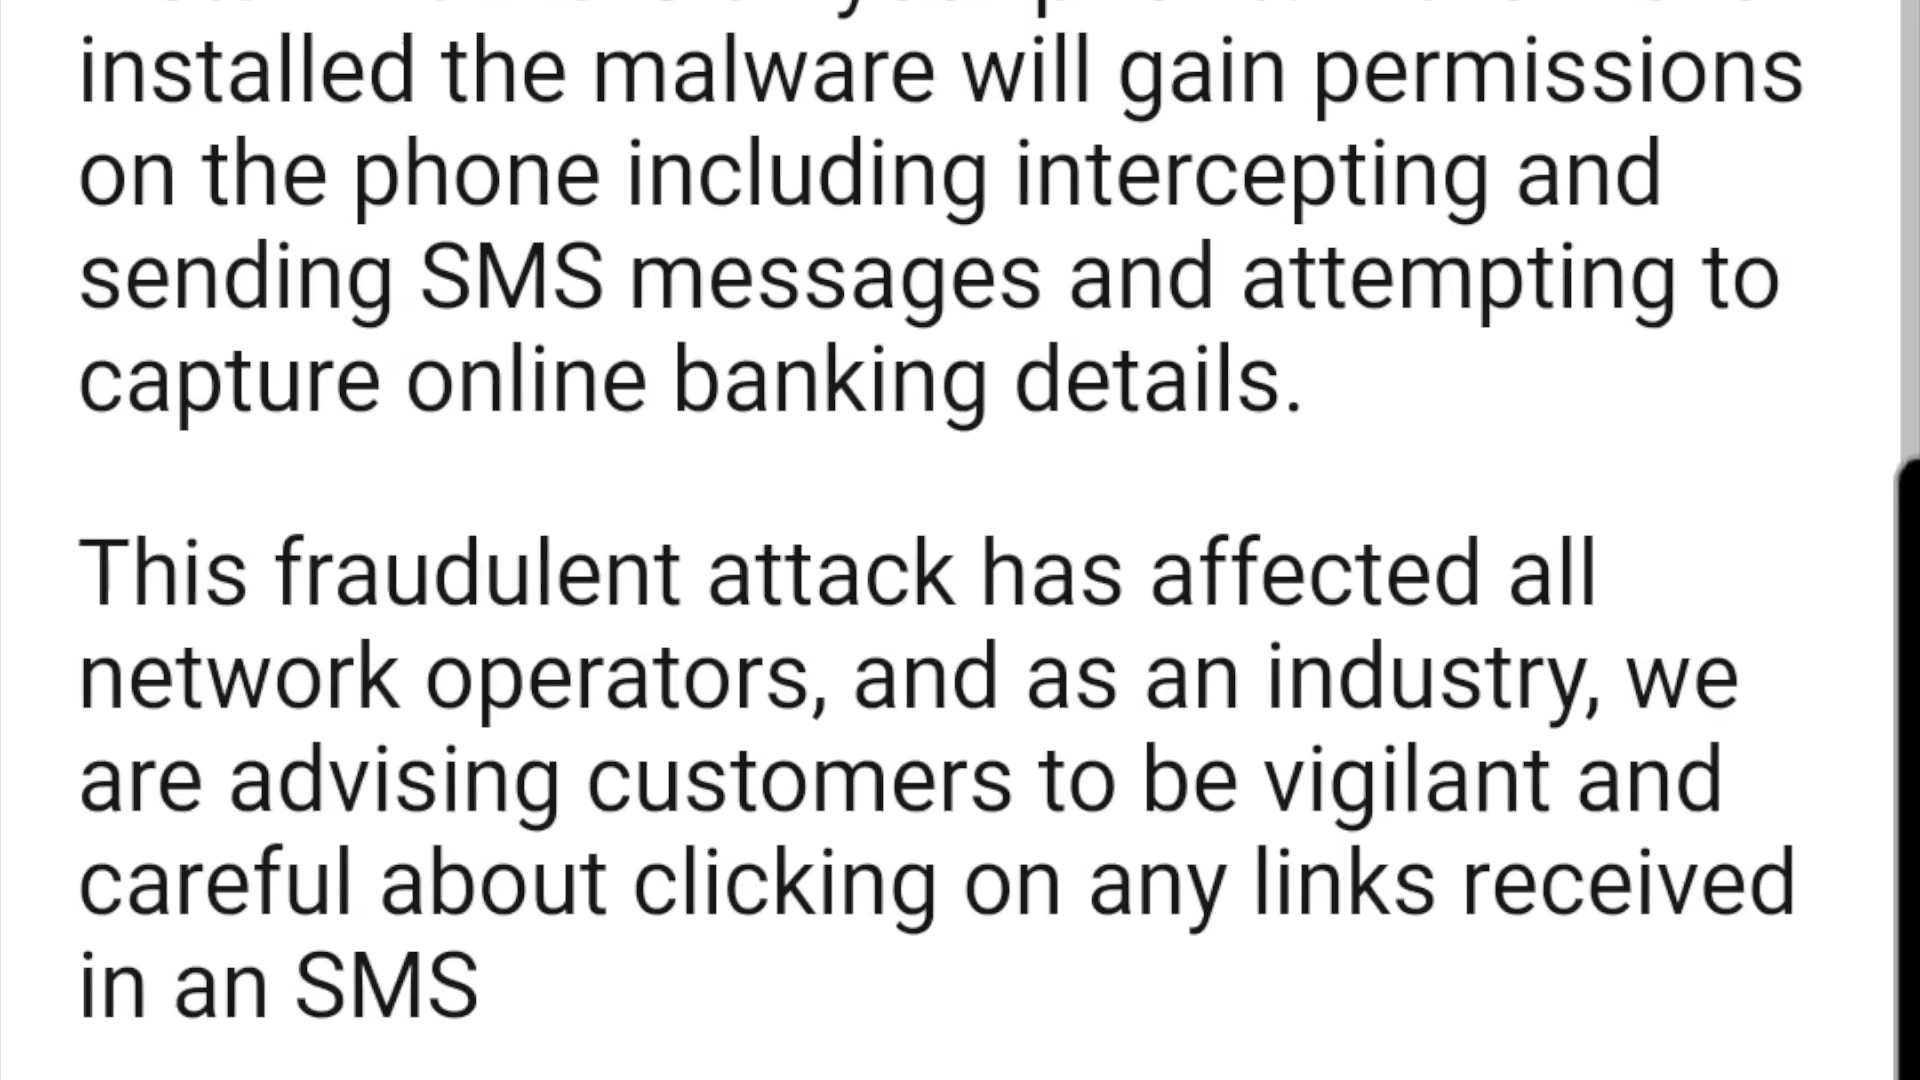 installed the malware will gain permissions
on the phone including intercepting and
sending SMS messages and attempting to
capture online banking details.
This fraudulent attack has affected all
network operators, and as an industry, we
are advising customers to be vigilant and
careful about clicking on any links received
in an SMS